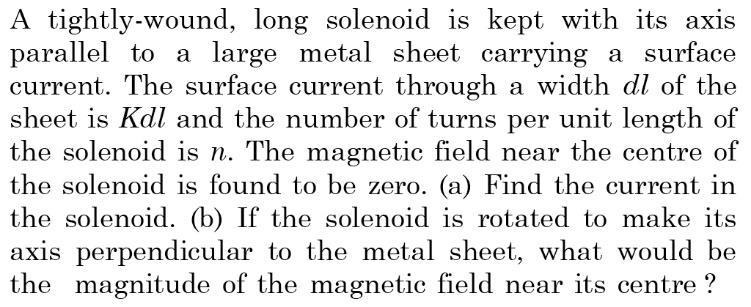 A tightly-wound, long solenoid is kept with its axis
parallel to a large metal sheet carrying a surface
current. The surface current through a width dl of the
sheet is Kdl and the number of turns per unit length of
the solenoid is n. The magnetic field near the centre of
the solenoid is found to be zero. (a) Find the current in
the solenoid. (b) If the solenoid is rotated to make its
axis perpendicular to the metal sheet, what would be
the magnitude of the magnetic field near its centre ?